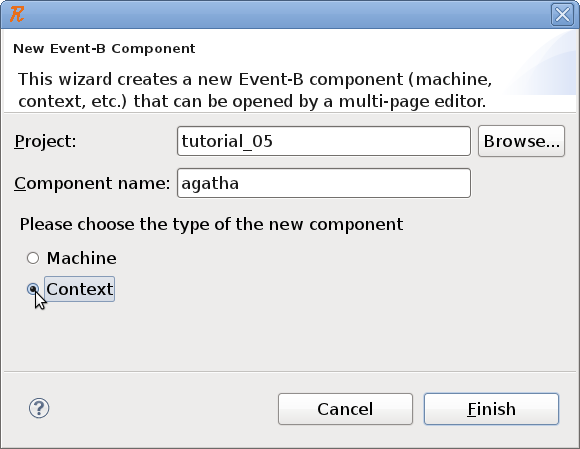 New Event-B Component
This wizard creates a new Event-B component (machine,
context, etc.) that can be opened by a multi-page editor.
Project: tutorial_05 Browse...
Component name: agatha
Please choose the type of the new component
Machine
Context
? Cancel Finish